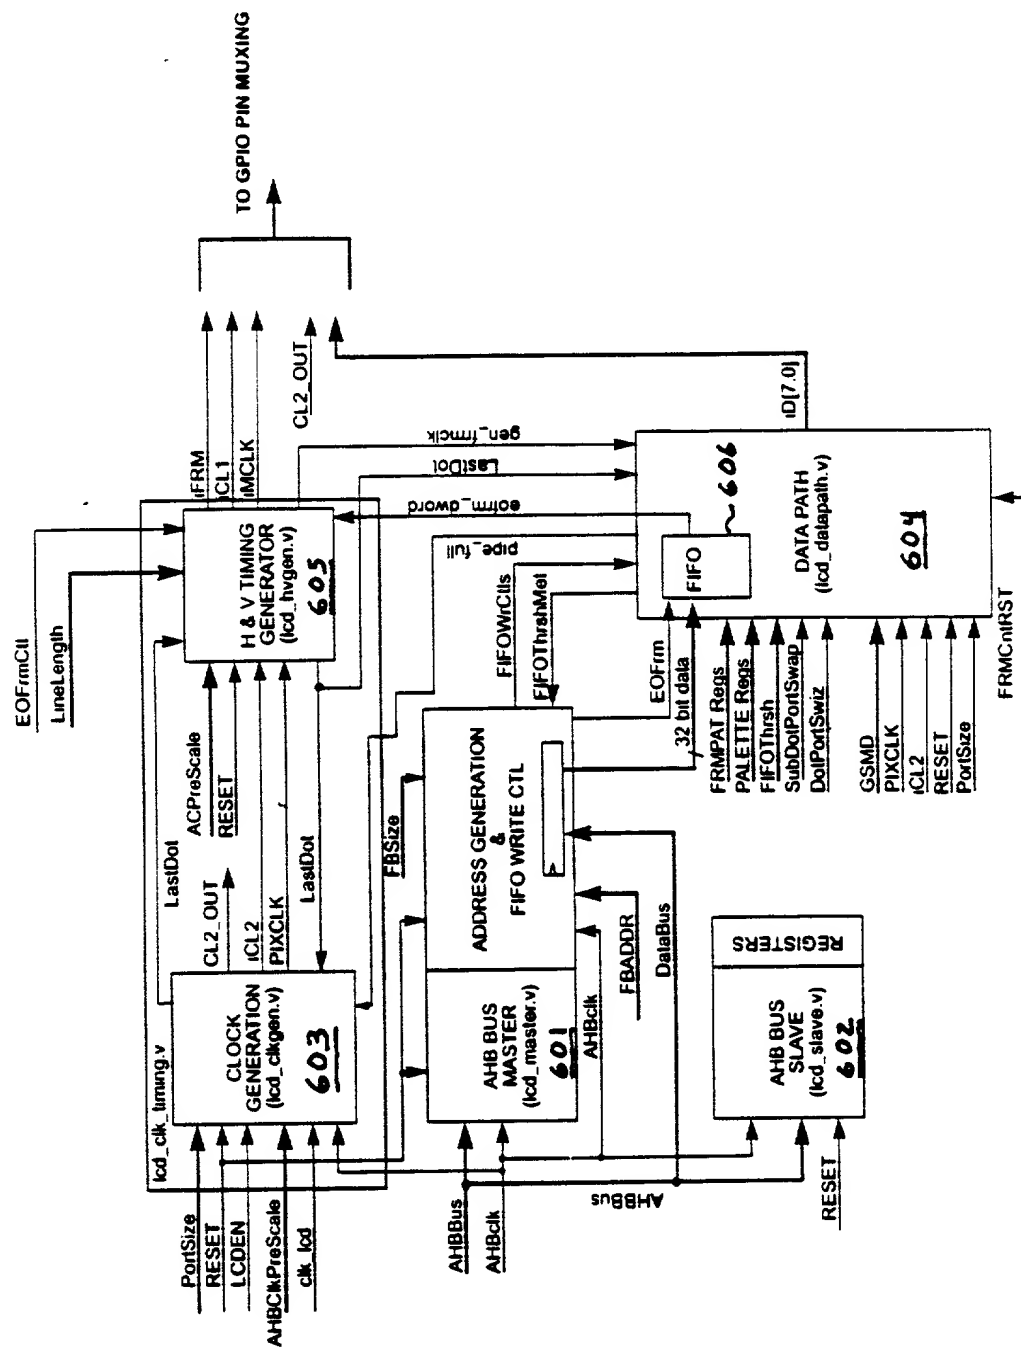 TO GPIO PIN MUXING
iFRM
iCL1
iMCLK
CL2_OUT
iD[7.0]
EOFrmCtl
LineLength
H & V TIMING
GENERATOR
(lcd_hvgen.v)
605
gen_frmclk
LastDot
eofrm_dword
pipe_full
LastDot
ACPreScale
RESET
CL2_OUT
iCL2
PIXCLK
LastDot
lcd_clk_timing.v
CLOCK
GENERATION
(lcd_clkgen.v)
603
PortSize
RESET
LCDEN
AHBClkPreScale
clk_lcd
FBSize
FIFOWrCtls
FIFOThrshMet
EOFrm
32 bit data
ADDRESS GENERATION
&
FIFO WRITE CTL
AHB BUS
MASTER
(lcd_master.v)
601
AHBBus
AHBclk
AHBclk
FBADDR
DataBus
AHBBus
FIFO
606
DATA PATH
(lcd_datapath.v)
604
FRMPAT Regs
PALETTE Regs
FIFOThrsh
SubDotPortSwap
DotPortSwiz
GSMD
PIXCLK
iCL2
RESET
PortSize
FRMCntRST
REGISTERS
AHB BUS
SLAVE
(lcd_slave.v)
602
RESET